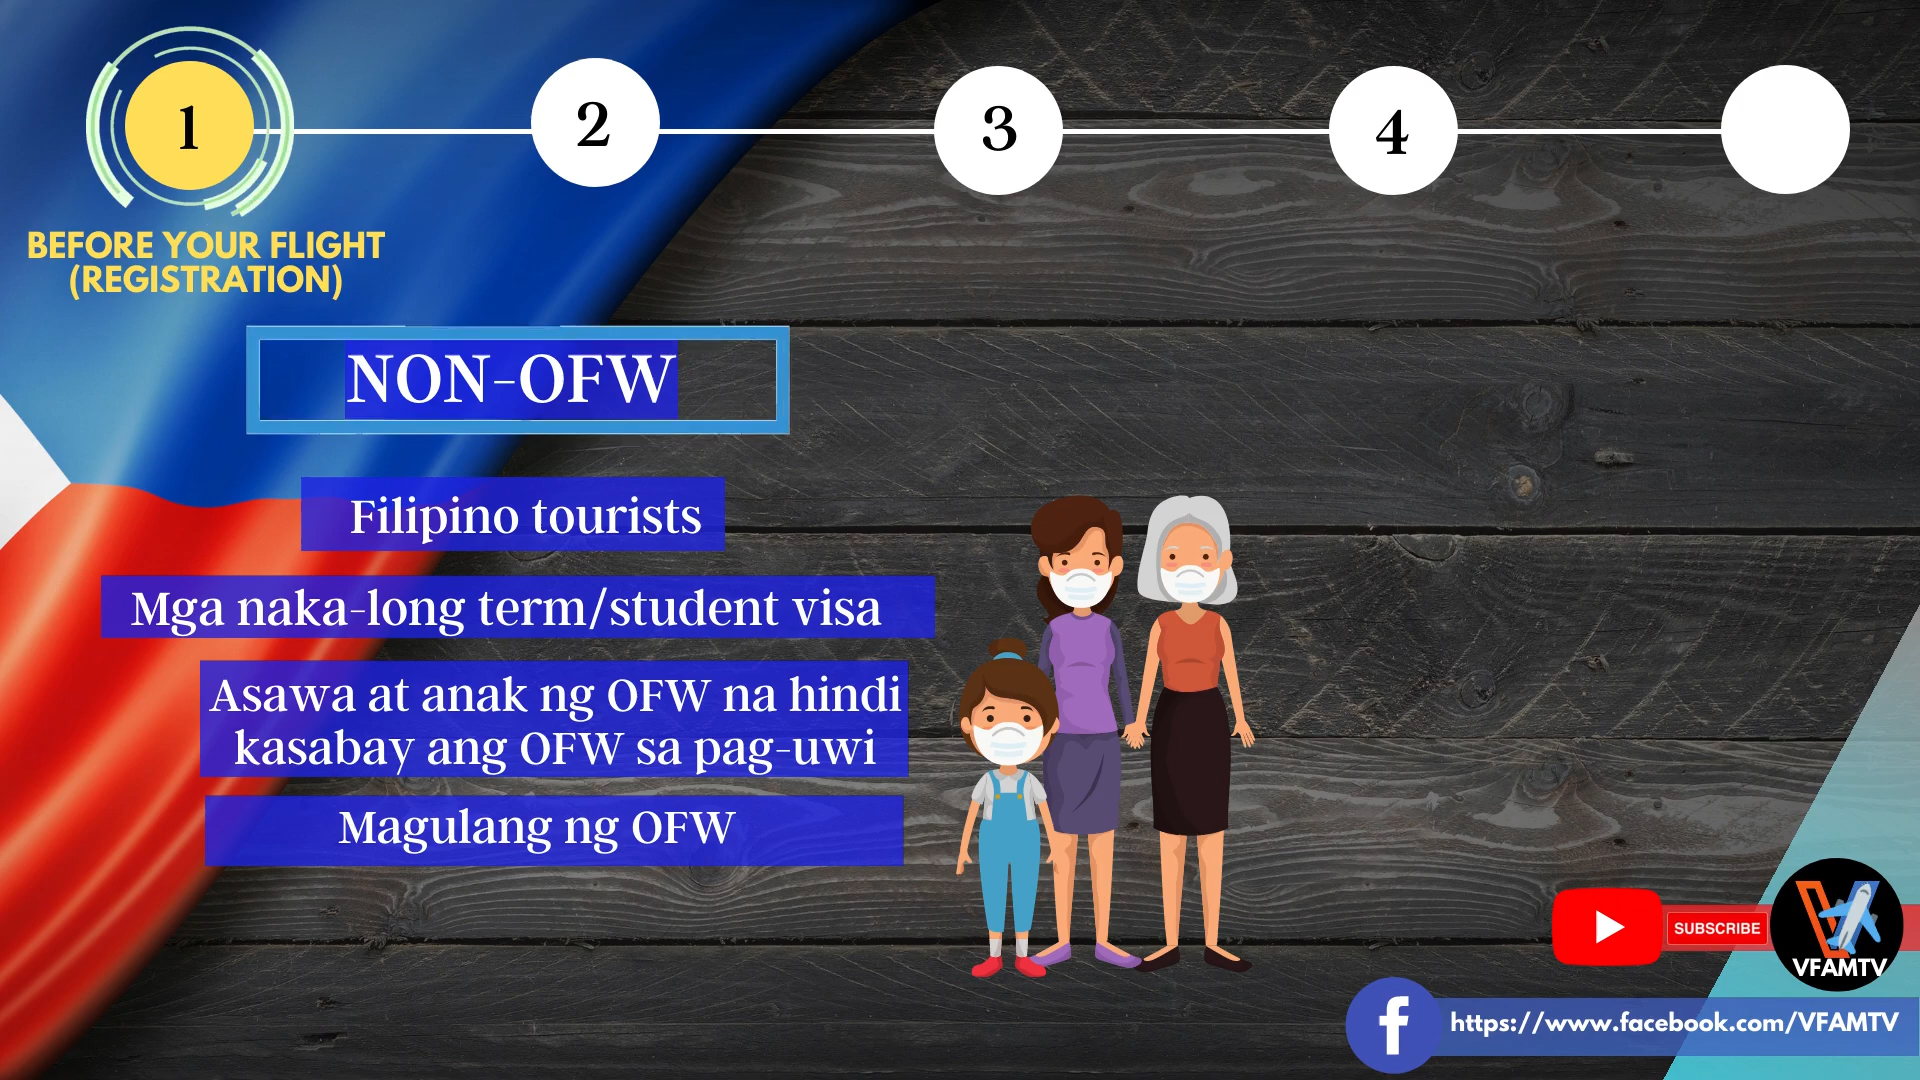 1
2
3
4
BEFORE YOUR FLIGHT
(REGISTRATION)
NON-OFW
Filipino tourists
Mga naka-long term/student visa
Asawa at anak ng OFW na hindi
kasabay ang OFW sa pag-uwi
Magulang ng OFW
SUBSCRIBE
V
VFAMTV
f
https://www.facebook.com/VFAMTV